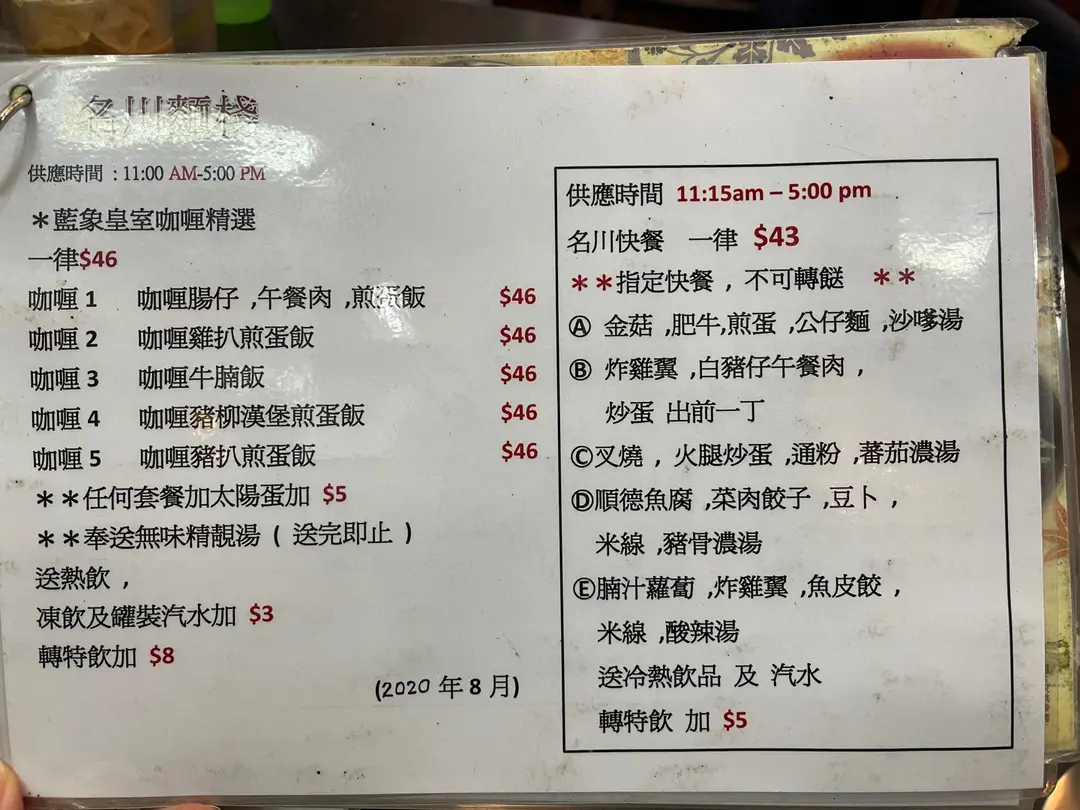 名川麵棧
供應時間 : 11:00 AM-5:00 PM
＊藍象皇室咖喱精選
一律$46
咖喱 1 咖喱腸仔 ,午餐肉 ,煎蛋飯 $46
咖喱 2 咖喱雞扒煎蛋飯 $46
咖喱 3 咖喱牛腩飯 $46
咖喱 4 咖喱豬柳漢堡煎蛋飯 $46
咖喱 5 咖喱豬扒煎蛋飯 $46
＊＊任何套餐加太陽蛋加 $5
＊＊奉送無味精靚湯 ( 送完即止 )
送熱飲 ,
凍飲及罐裝汽水加 $3
轉特飲加 $8
(2020 年 8 月)
供應時間 11:15am – 5:00 pm
名川快餐 一律 $43
＊＊指定快餐 , 不可轉餸 ＊＊
Ⓐ 金菇 ,肥牛,煎蛋 ,公仔麵 ,沙嗲湯
Ⓑ 炸雞翼 ,白豬仔午餐肉 ,
炒蛋 出前一丁
Ⓒ叉燒 , 火腿炒蛋 ,通粉 ,蕃茄濃湯
Ⓓ順德魚腐 ,菜肉餃子 ,豆卜 ,
米線 ,豬骨濃湯
Ⓔ腩汁蘿蔔 ,炸雞翼 ,魚皮餃 ,
米線 ,酸辣湯
送冷熱飲品 及 汽水
轉特飲 加 $5